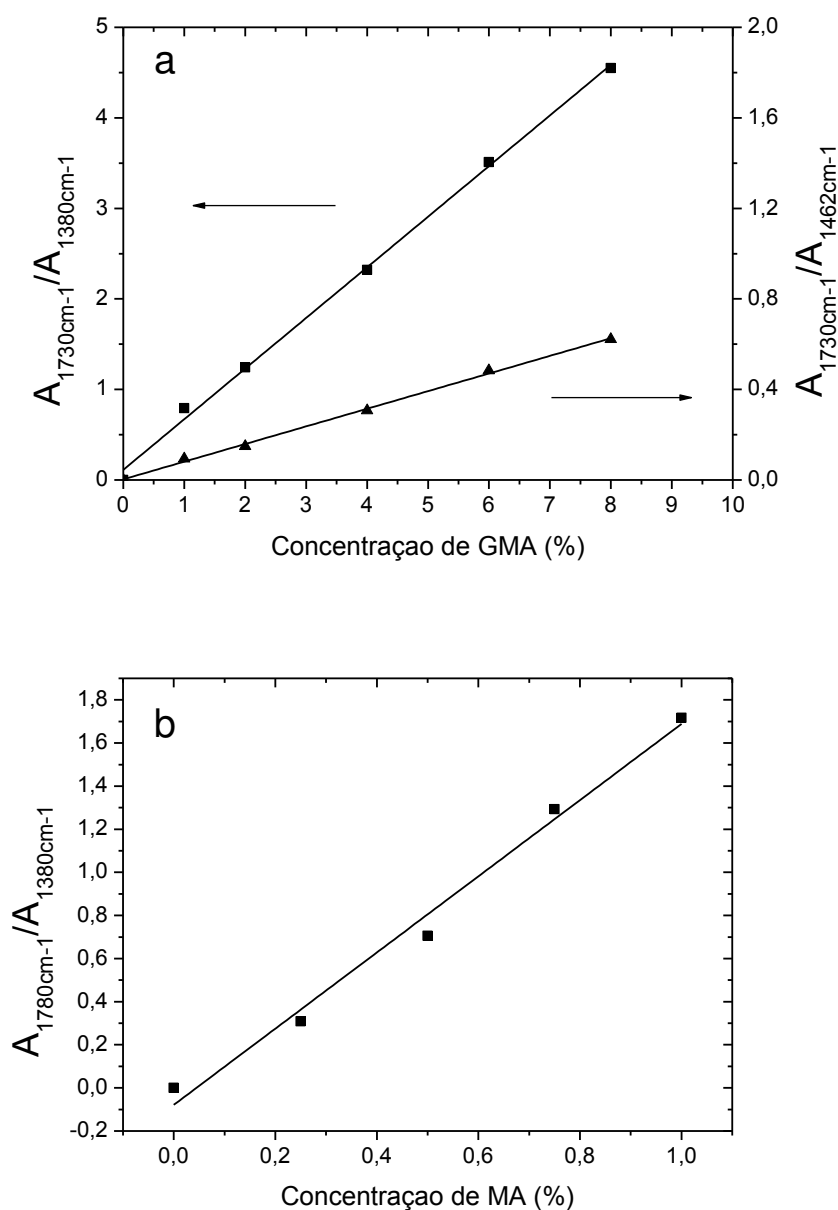 a
5
4
3
2
1
0
A1730cm-1/A1380cm-1
2,0
1,6
1,2
0,8
0,4
0,0
A1730cm-1/A1462cm-1
0 1 2 3 4 5 6 7 8 9 10
Concentraçao de GMA (%)
b
1,8
1,6
1,4
1,2
1,0
0,8
0,6
0,4
0,2
0,0
-0,2
A1780cm-1/A1380cm-1
0,0 0,2 0,4 0,6 0,8 1,0
Concentraçao de MA (%)